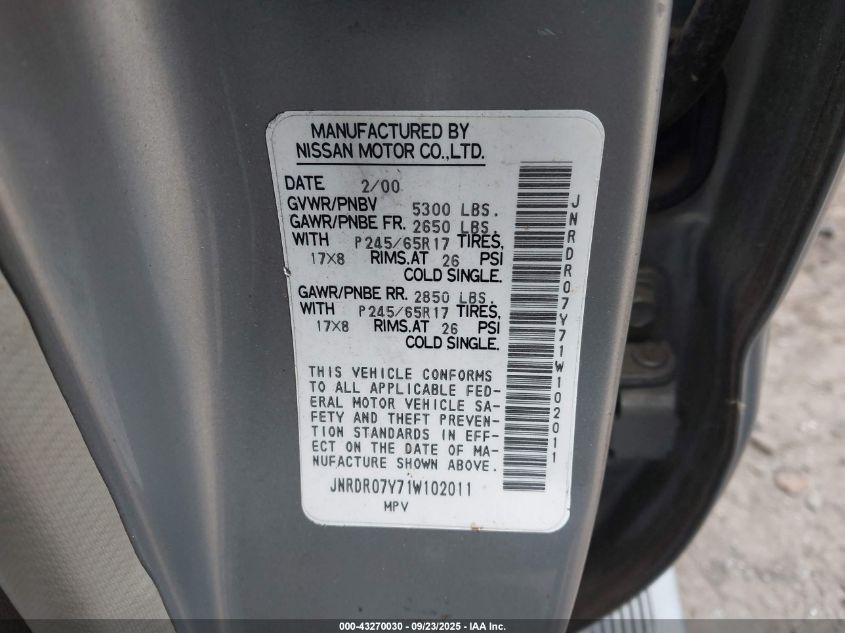 MANUFACTURED BY
NISSAN MOTOR CO.,LTD.
DATE 2/00
GVWR/PNBV 5300 LBS.
GAWR/PNBE FR. 2650 LBS.
WITH P245/65R17 TIRES,
17X8 RIMS.AT 26 PSI
COLD SINGLE.
GAWR/PNBE RR. 2850 LBS.
WITH P245/65R17 TIRES,
17X8 RIMS.AT 26 PSI
COLD SINGLE.
THIS VEHICLE CONFORMS
TO ALL APPLICABLE FED-
ERAL MOTOR VEHICLE SA-
FETY AND THEFT PREVEN-
TION STANDARDS IN EFF-
ECT ON THE DATE OF MA-
NUFACTURE SHOWN ABOVE.
JNRDR07Y71W102011
MPV
JNRDR07Y71W102011
000-43270030 - 09/23/2025 - IAA Inc.